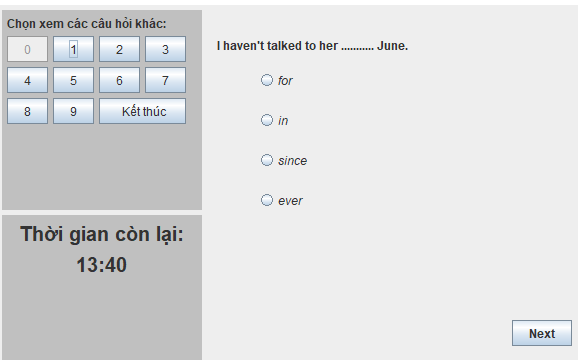 Chọn xem các câu hỏi khác:
0 1 2 3
4 5 6 7
8 9 Kết thúc
Thời gian còn lại:
13:40
I haven't talked to her ........... June.
for
in
since
ever
Next